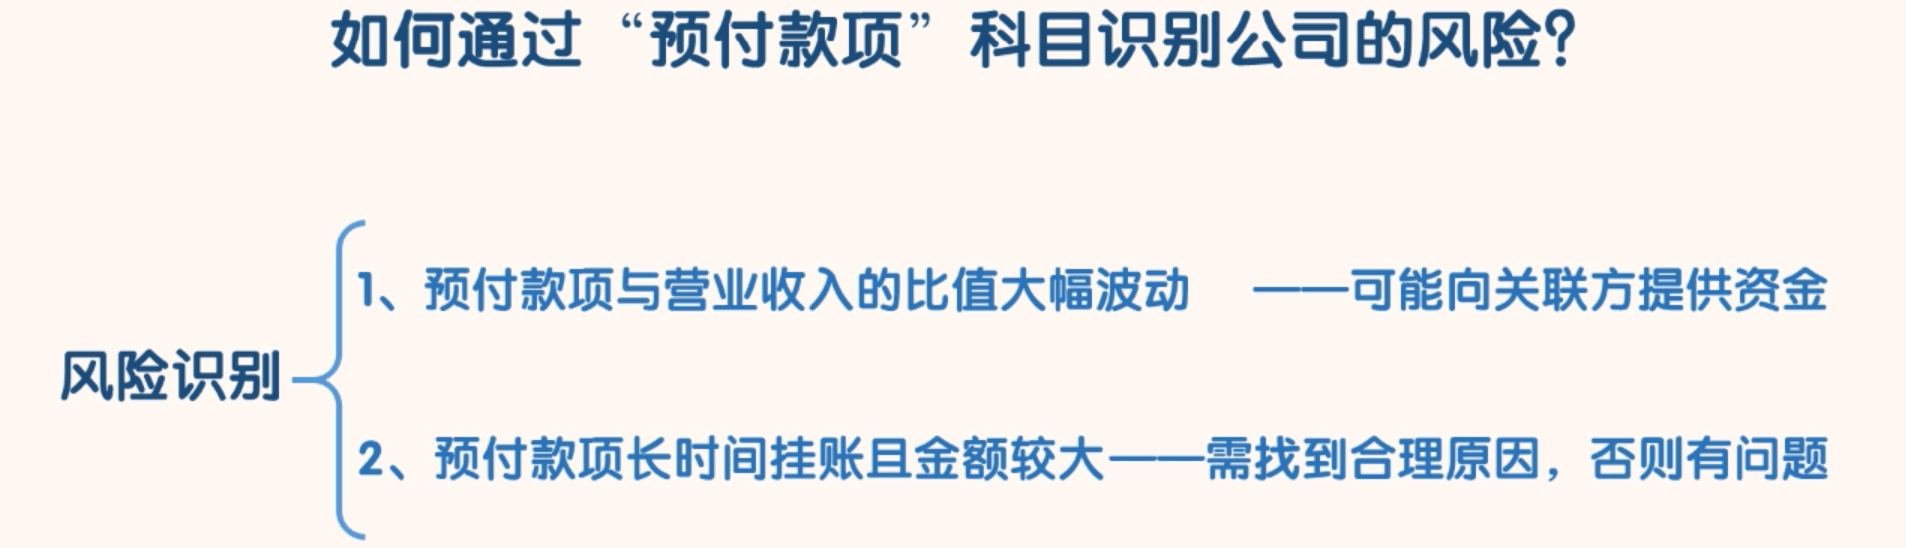 如何通过“预付款项”科目识别公司的风险？
1、预付款项与营业收入的比值大幅波动 ——可能向关联方提供资金
风险识别
2、预付款项长时间挂账且金额较大——需找到合理原因，否则有问题